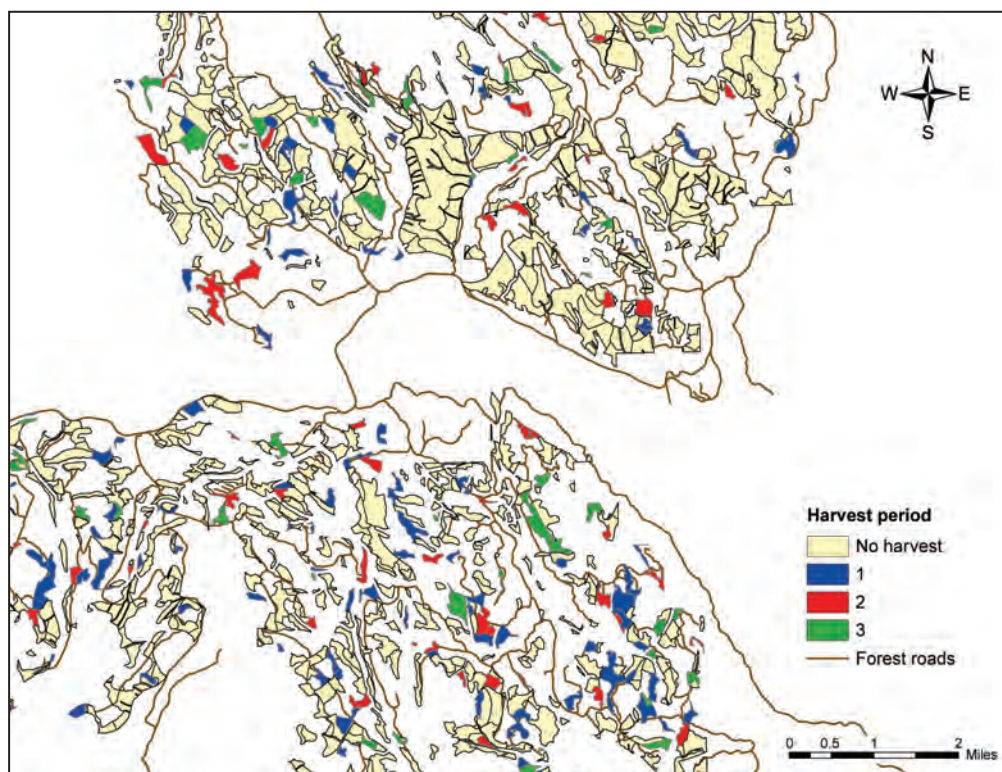 N
W E
S
Harvest period
No harvest
1
2
3
Forest roads
0 0.5 1 2
Miles